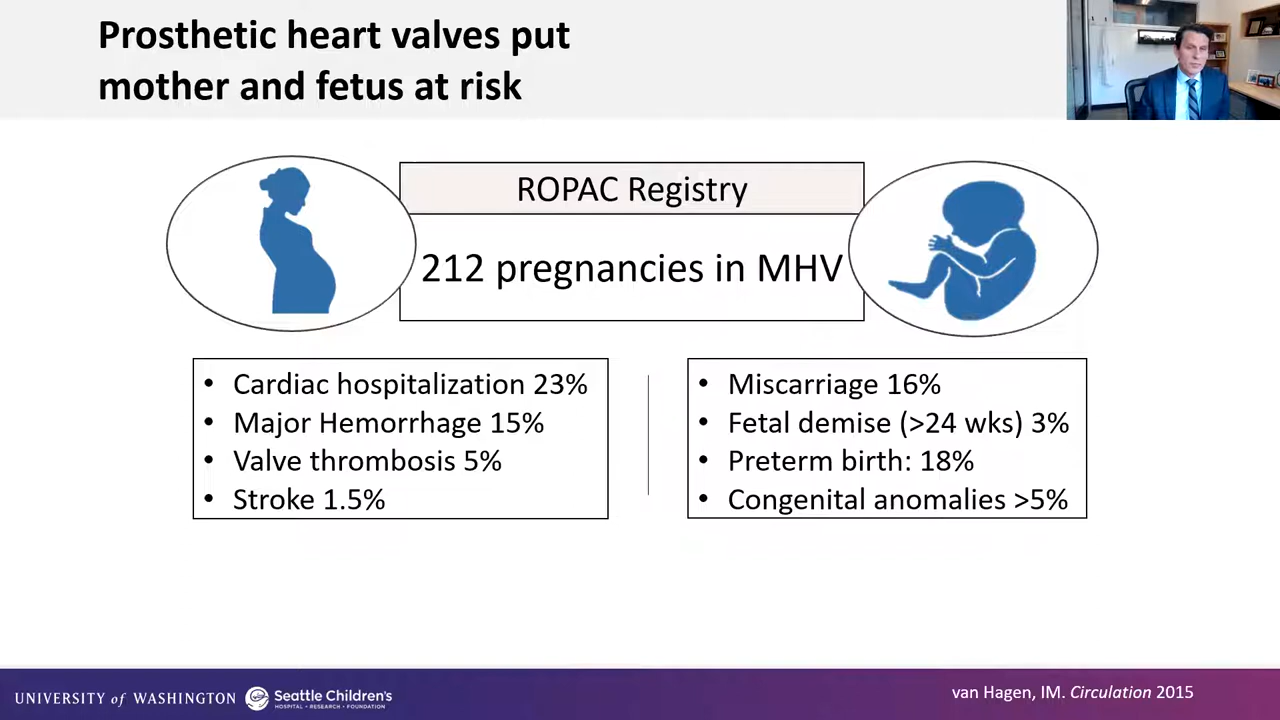 Prosthetic heart valves put
mother and fetus at risk
ROPAC Registry
212 pregnancies in MHV
• Cardiac hospitalization 23%
• Major Hemorrhage 15%
• Valve thrombosis 5%
• Stroke 1.5%
• Miscarriage 16%
• Fetal demise (>24 wks) 3%
• Preterm birth: 18%
• Congenital anomalies >5%
UNIVERSITY of WASHINGTON
Seattle Children's
HOSPITAL • RESEARCH • FOUNDATION
van Hagen, IM. Circulation 2015